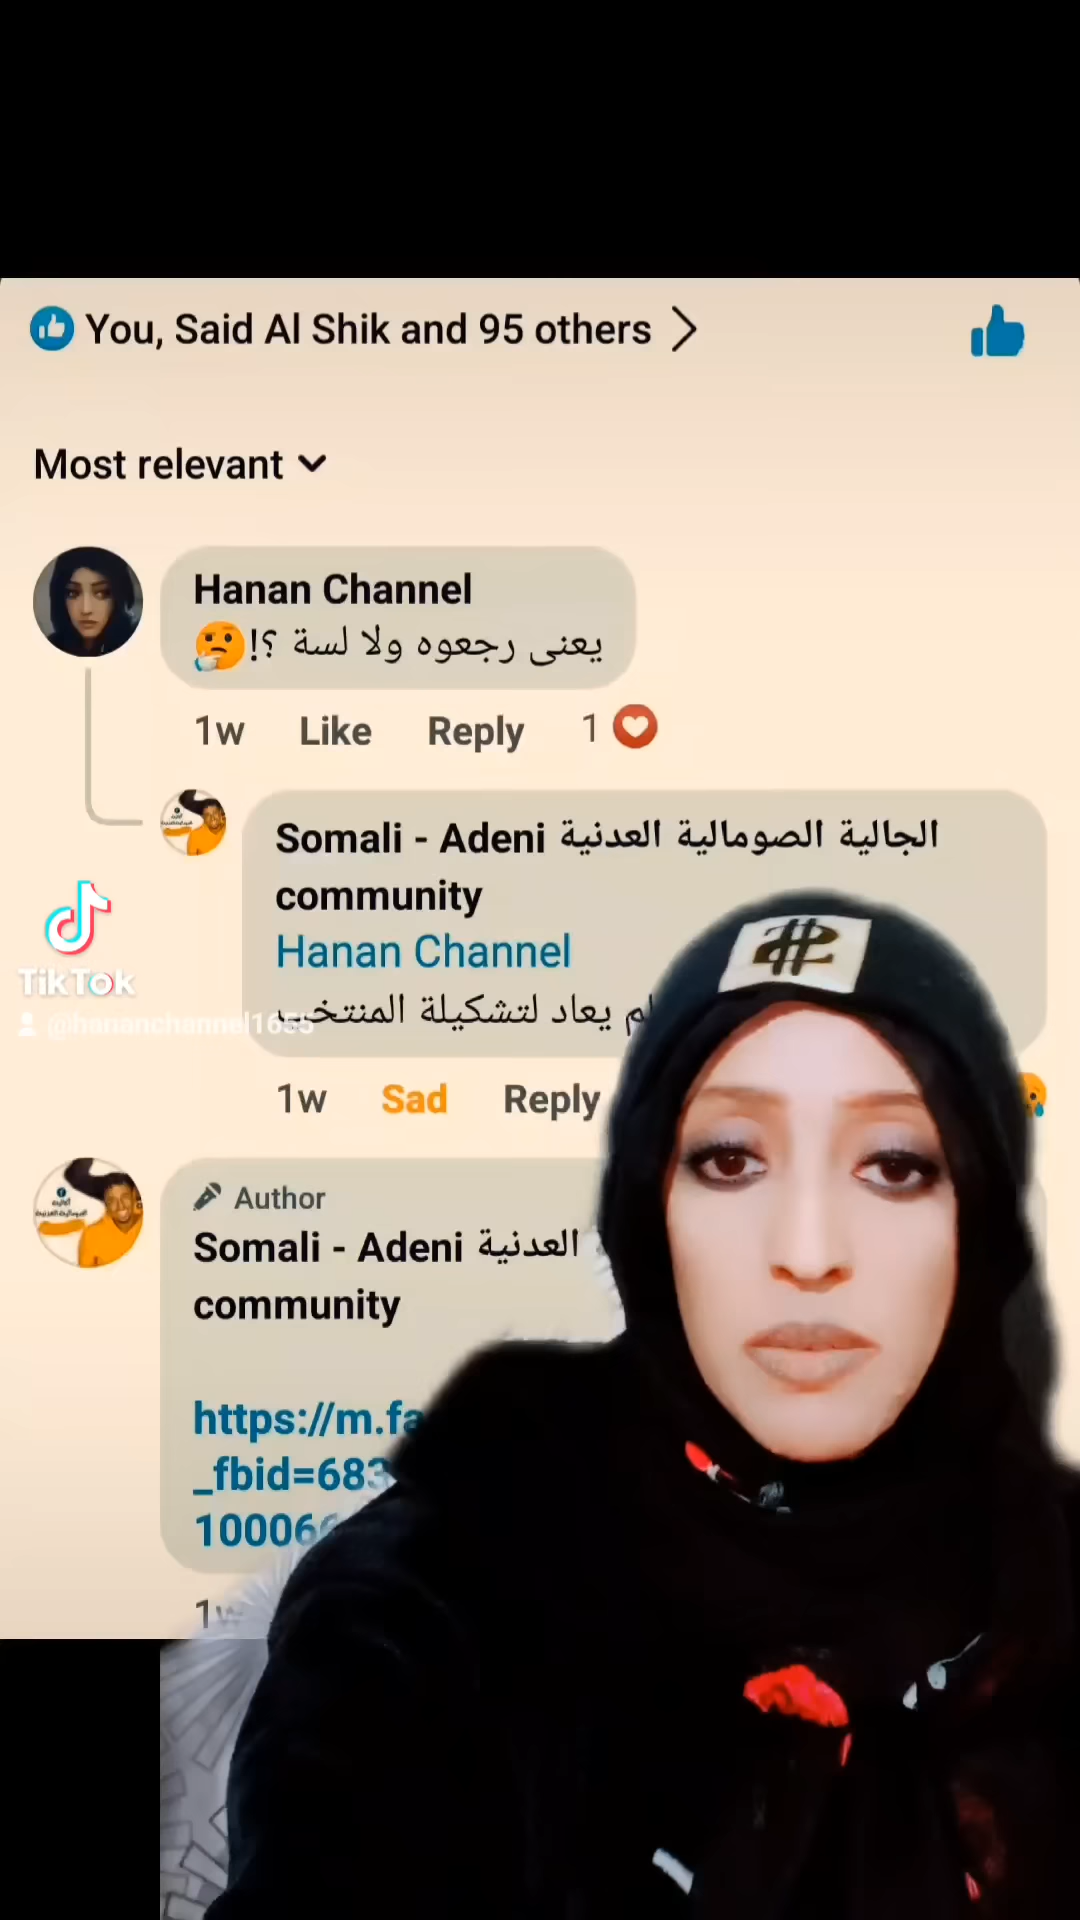 You, Said Al Shik and 95 others
Most relevant
Hanan Channel
يعنى رجعوه ولا لسة ؟!🤔
1w Like Reply 1
Somali - Adeni الجالية الصومالية العدنية
community
Hanan Channel
لم يعاد لتشكيلة المنتخب
1w Sad Reply
TikTok
@hananchannel1655
Author
Somali - Adeni العدنية
community
https://m.fa
_fbid=683
10006
1w